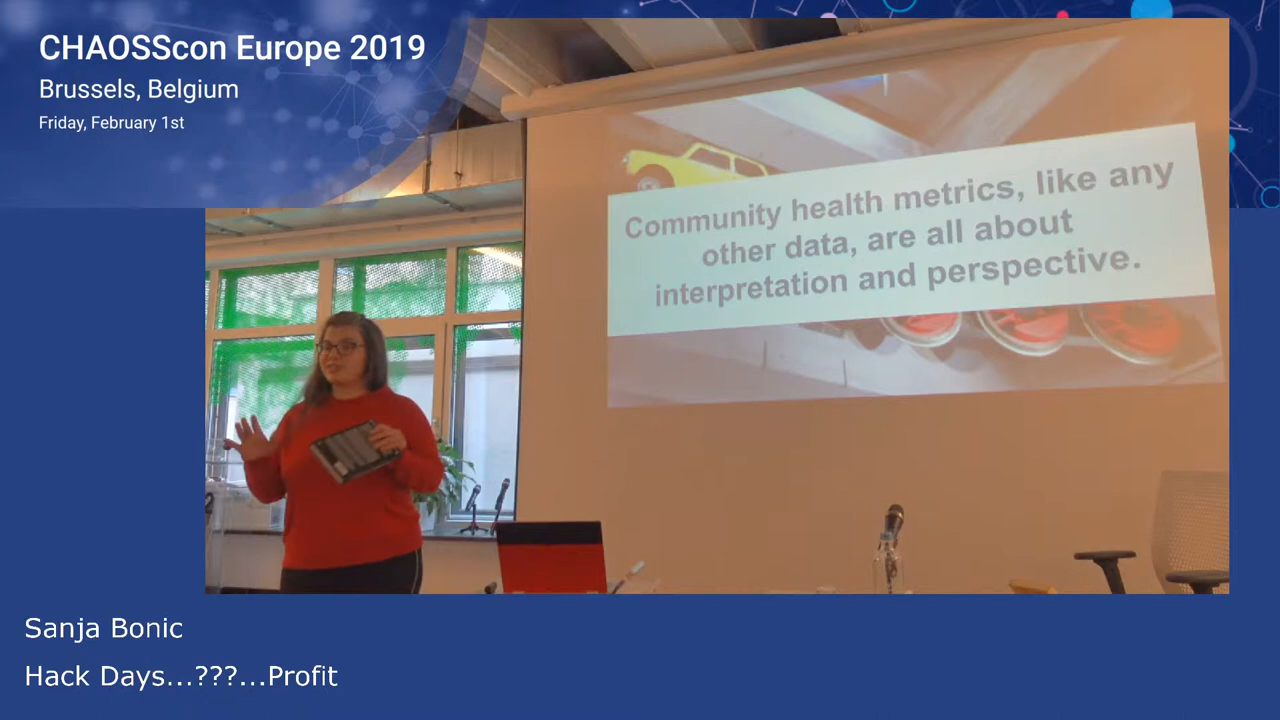 CHAOSScon Europe 2019
Brussels, Belgium
Friday, February 1st
Community health metrics, like any
other data, are all about
interpretation and perspective.
Sanja Bonic
Hack Days...???...Profit